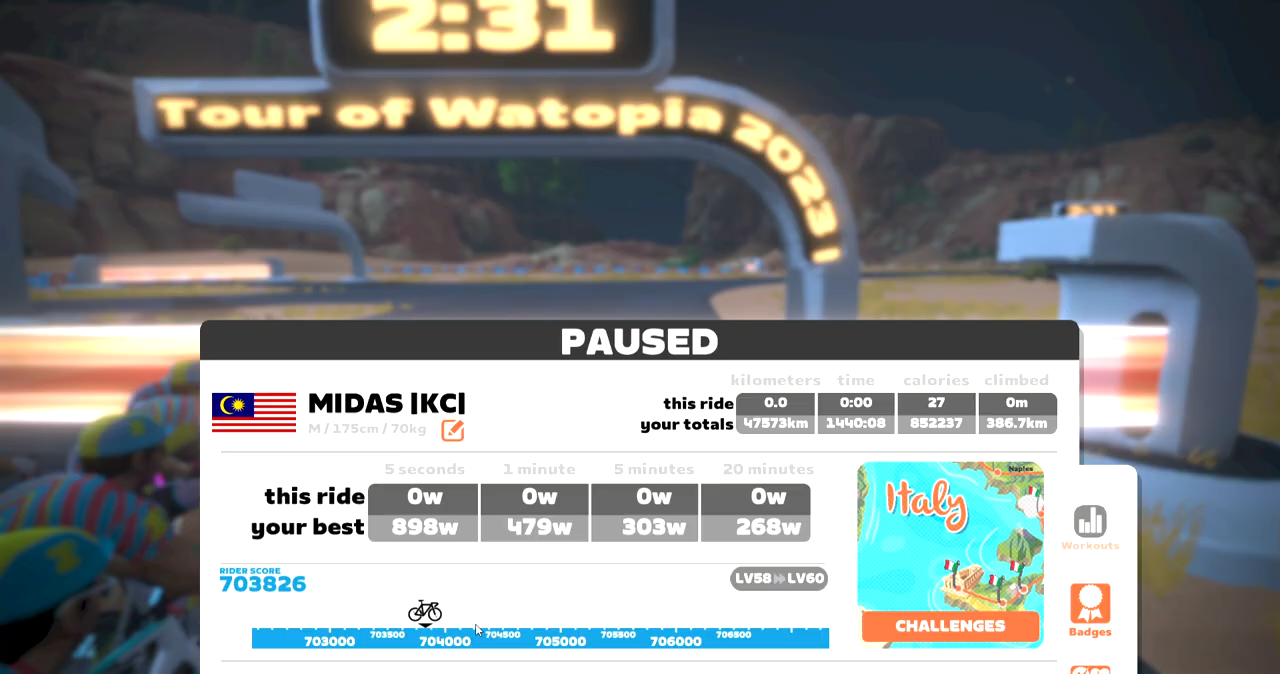 2:31
Tour of Watopia 2023 !
PAUSED
kilometers time calories climbed
MIDAS |KC|
this ride 0.0 0:00 27 0m
your totals 47573km 1440:08 852237 386.7km
M / 175cm / 70kg
5 seconds 1 minute 5 minutes 20 minutes
this ride 0w 0w 0w 0w
your best 898w 479w 303w 268w
Naples
Italy
Workouts
RIDER SCORE
703826
LV58 LV60
CHALLENGES
Badges
703500 704500 705500 706500
703000 704000 705000 706000